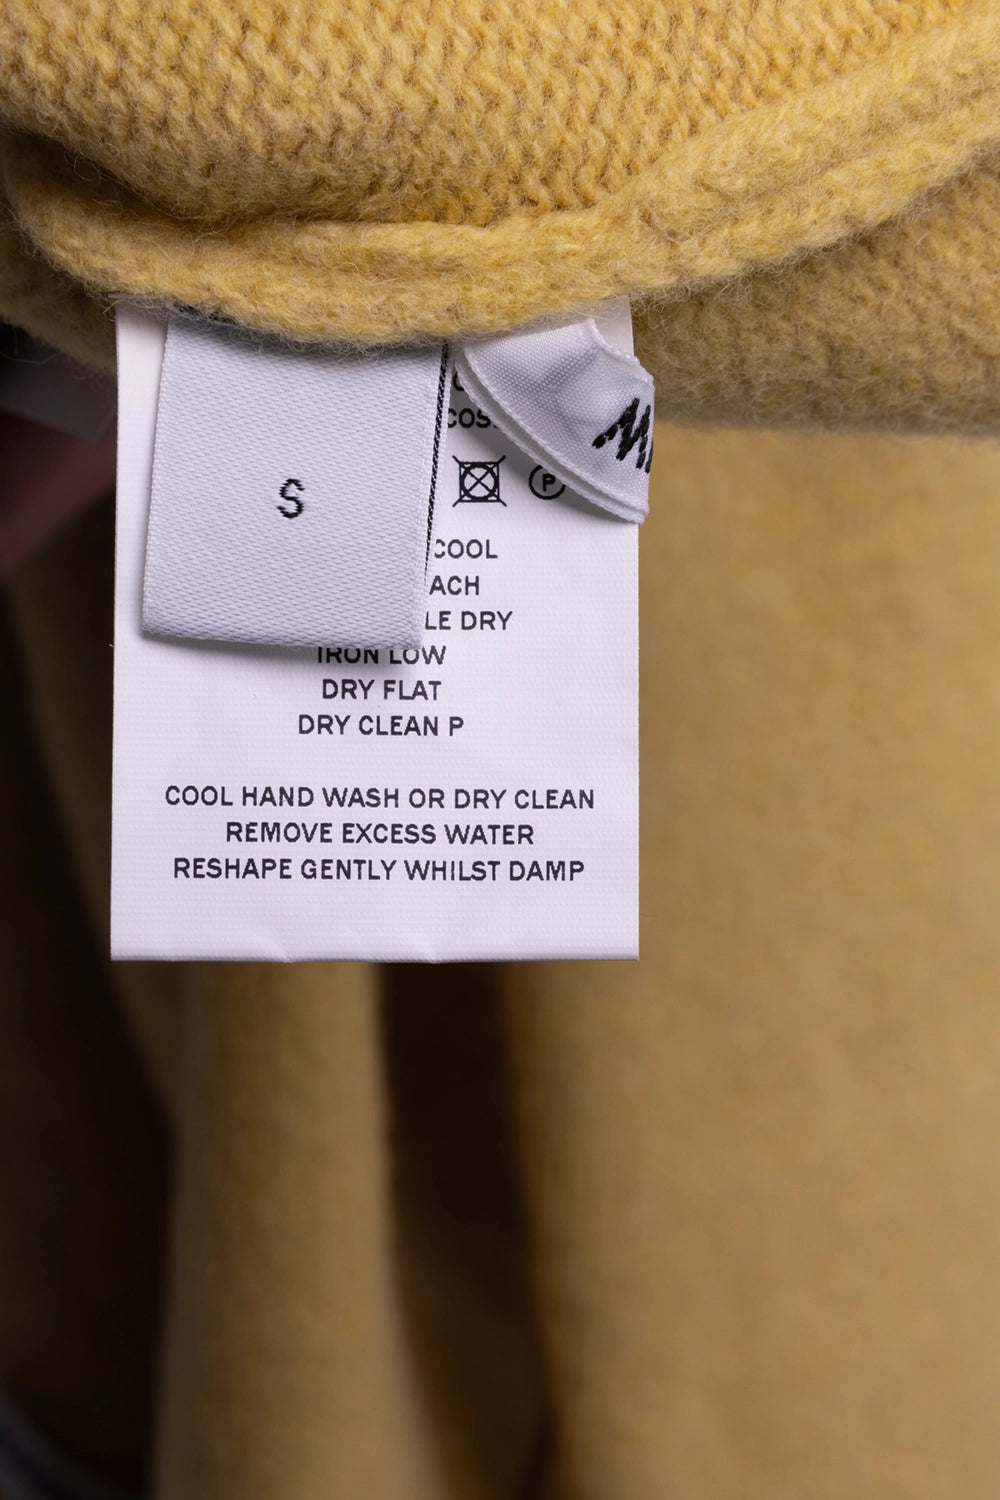 S
P
COOL
ACH
LE DRY
IRON LOW
DRY FLAT
DRY CLEAN P
COOL HAND WASH OR DRY CLEAN
REMOVE EXCESS WATER
RESHAPE GENTLY WHILST DAMP